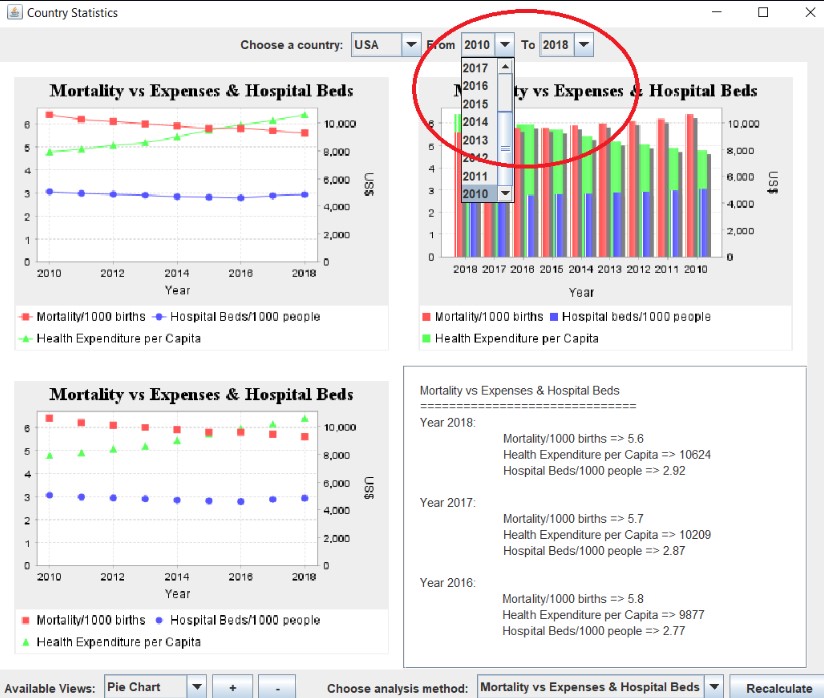 Country Statistics
Choose a country: USA From 2010 To 2018
2017
2016
2015
2014
2013
2012
2011
2010
Mortality vs Expenses & Hospital Beds
6
5
4
3
2
1
0
10,000
8,000
6,000
4,000
2,000
0
US$
2010 2012 2014 2016 2018
Year
Mortality/1000 births Hospital Beds/1000 people
Health Expenditure per Capita
y vs Expenses & Hospital Beds
6
5
4
3
2
1
0
10,000
8,000
6,000
4,000
2,000
0
US$
2018 2017 2016 2015 2014 2013 2012 2011 2010
Year
Mortality/1000 births Hospital beds/1000 people
Health Expenditure per Capita
Mortality vs Expenses & Hospital Beds
6
5
4
3
2
1
0
10,000
8,000
6,000
4,000
2,000
0
US$
2010 2012 2014 2016 2018
Year
Mortality/1000 births Hospital Beds/1000 people
Health Expenditure per Capita
Mortality vs Expenses & Hospital Beds
==============================
Year 2018:
Mortality/1000 births => 5.6
Health Expenditure per Capita => 10624
Hospital Beds/1000 people => 2.92
Year 2017:
Mortality/1000 births => 5.7
Health Expenditure per Capita => 10209
Hospital Beds/1000 people => 2.87
Year 2016:
Mortality/1000 births => 5.8
Health Expenditure per Capita => 9877
Hospital Beds/1000 people => 2.77
Available Views: Pie Chart + - Choose analysis method: Mortality vs Expenses & Hospital Beds Recalculate